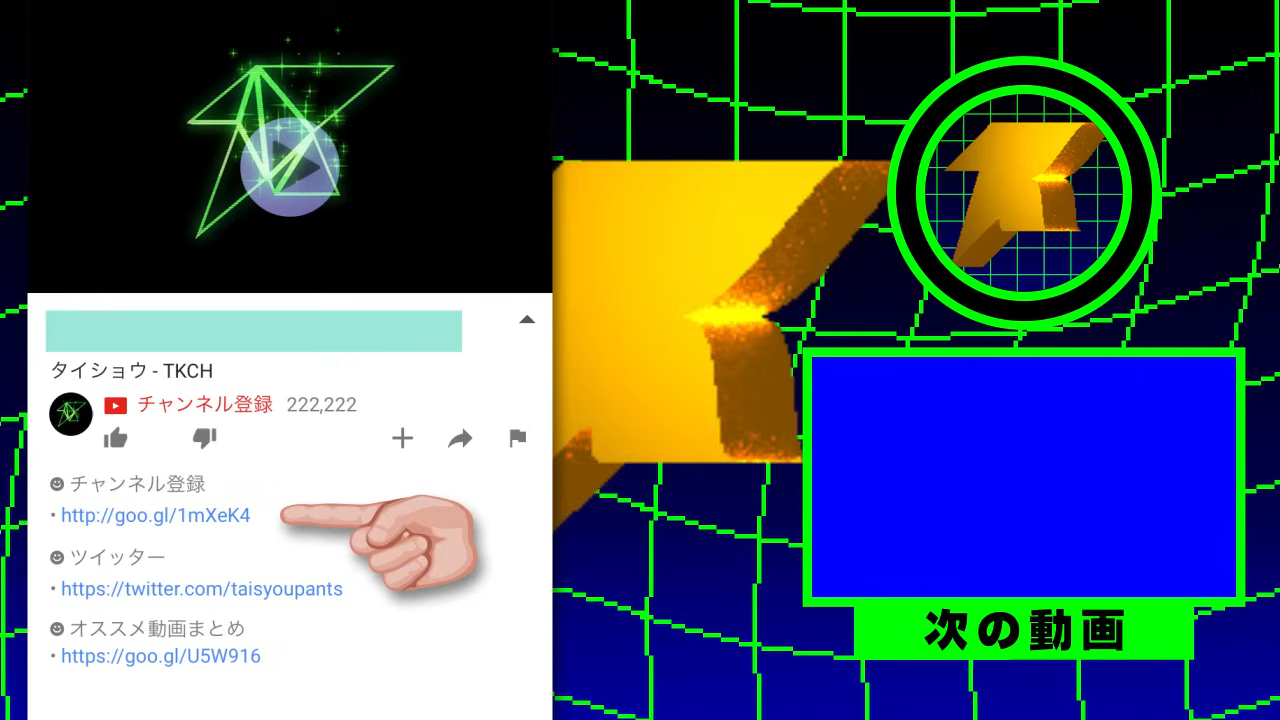 タイショウ - TKCH
チャンネル登録 222,222
チャンネル登録
・http://goo.gl/1mXeK4
ツイッター
・https://twitter.com/taisyoupants
オススメ動画まとめ
・https://goo.gl/U5W916
次の動画